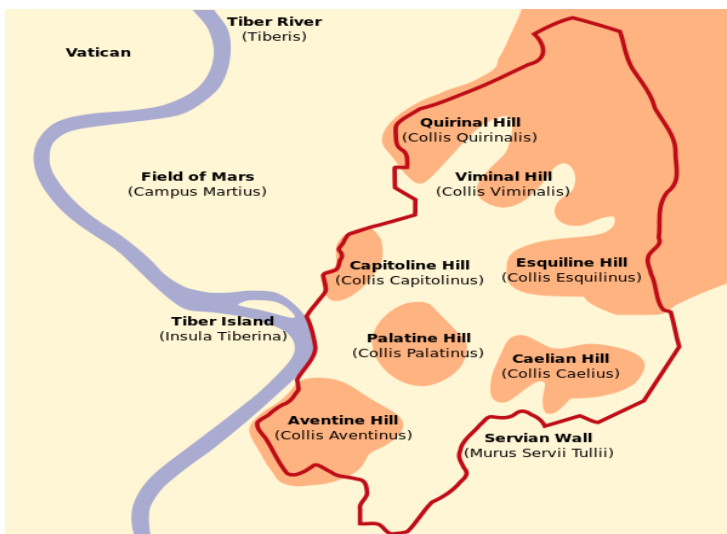 Tiber River
(Tiberis)
Vatican
Quirinal Hill
(Collis Quirinalis)
Field of Mars
(Campus Martius)
Viminal Hill
(Collis Viminalis)
Capitoline Hill
(Collis Capitolinus)
Esquiline Hill
(Collis Esquilinus)
Tiber Island
(Insula Tiberina)
Palatine Hill
(Collis Palatinus)
Caelian Hill
(Collis Caelius)
Aventine Hill
(Collis Aventinus)
Servian Wall
(Murus Servii Tullii)